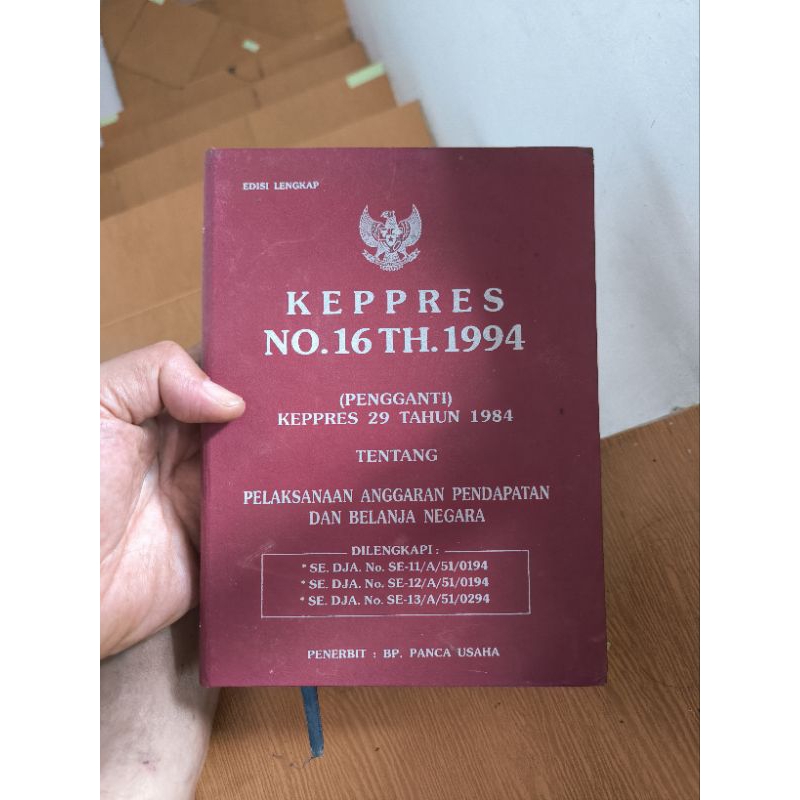 EDISI LENGKAP
KEPPRES
NO. 16 TH. 1994
(PENGGANTI)
KEPPRES 29 TAHUN 1984
TENTANG
PELAKSANAAN ANGGARAN PENDAPATAN
DAN BELANJA NEGARA
DILENGKAPI :
* SE. DJA. No. SE-11/A/51/0194
* SE. DJA. No. SE-12/A/51/0194
* SE. DJA. No. SE-13/A/51/0294
PENERBIT : BP. PANCA USAHA